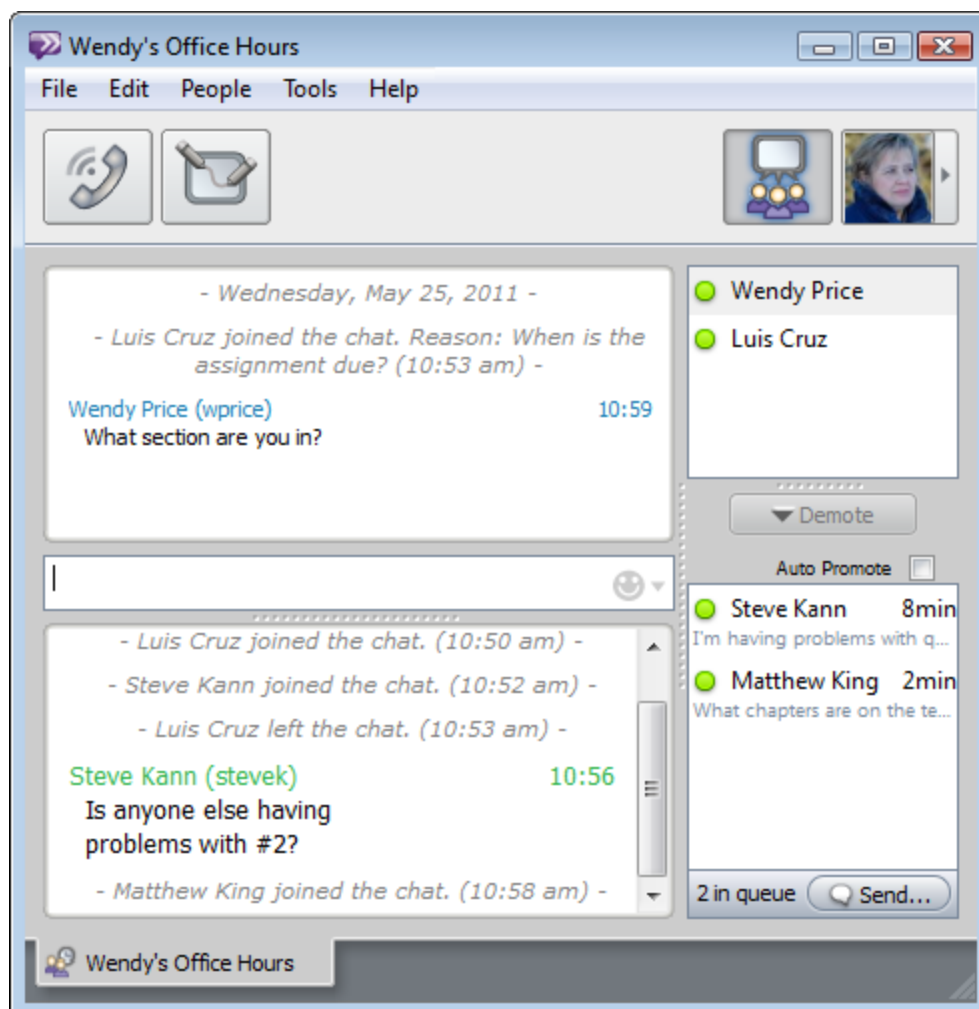 Wendy's Office Hours
File Edit People Tools Help
- Wednesday, May 25, 2011 -
- Luis Cruz joined the chat. Reason: When is the
assignment due? (10:53 am) -
Wendy Price (wprice) 10:59
What section are you in?
- Luis Cruz joined the chat. (10:50 am) -
- Steve Kann joined the chat. (10:52 am) -
- Luis Cruz left the chat. (10:53 am) -
Steve Kann (stevek) 10:56
Is anyone else having
problems with #2?
- Matthew King joined the chat. (10:58 am) -
Wendy Price
Luis Cruz
Demote
Auto Promote
Steve Kann 8min
I'm having problems with q...
Matthew King 2min
What chapters are on the te...
2 in queue Send...
Wendy's Office Hours